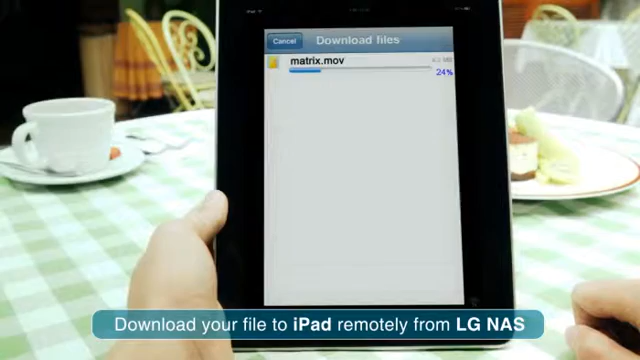 Cancel
Download files
matrix.mov
24%
Download your file to iPad remotely from LG NAS